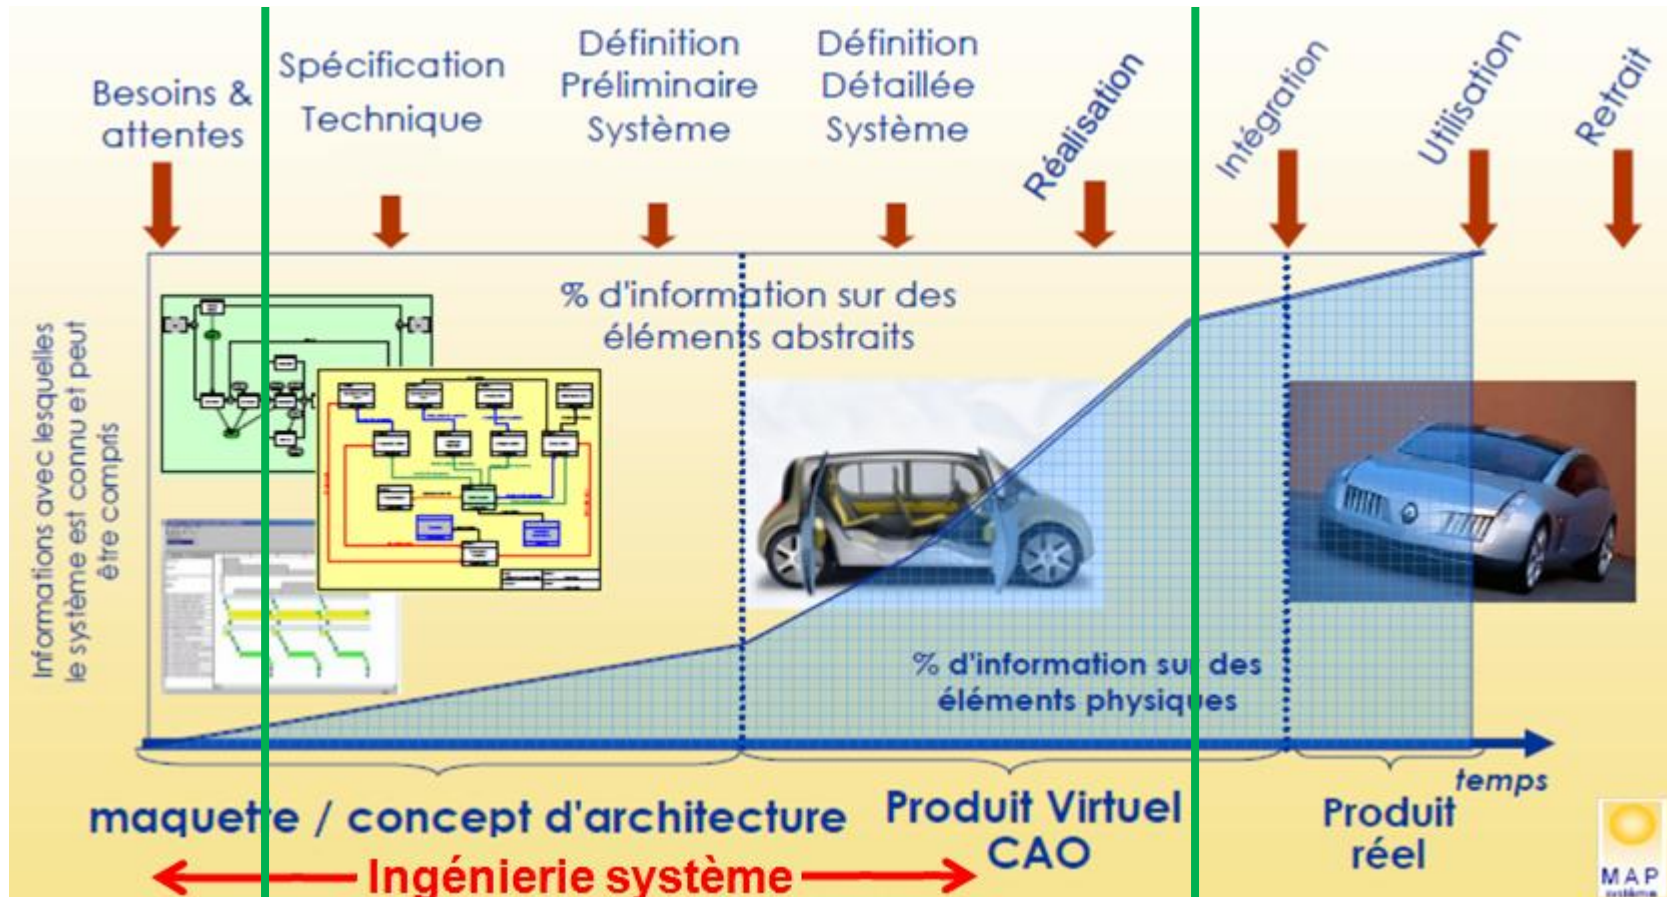 Besoins &
attentes
Spécification
Technique
Définition
Préliminaire
Système
Définition
Détaillée
Système
Réalisation
Intégration
Utilisation
Retrait
Informations avec lesquelles
le système est connu et peut
être compris
% d'information sur des
éléments abstraits
% d'information sur des
éléments physiques
temps
maquette / concept d'architecture
Produit Virtuel
CAO
Produit
réel
Ingénierie système
MAP
système